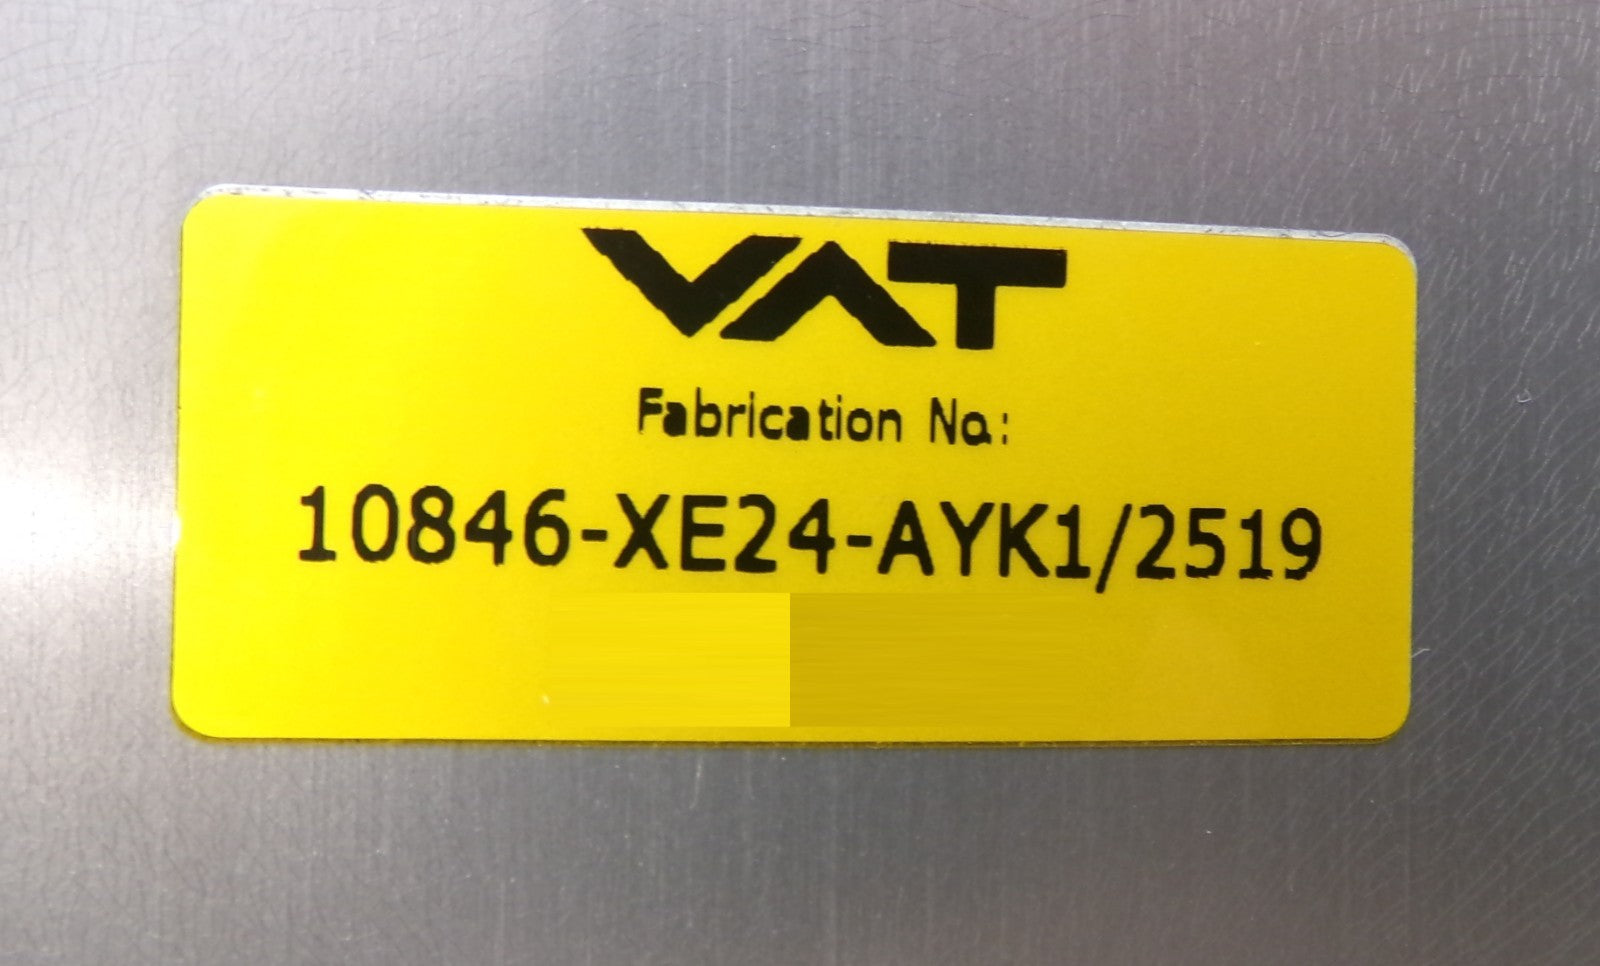 VAT
Fabrication No.:
10846-XE24-AYK1/2519